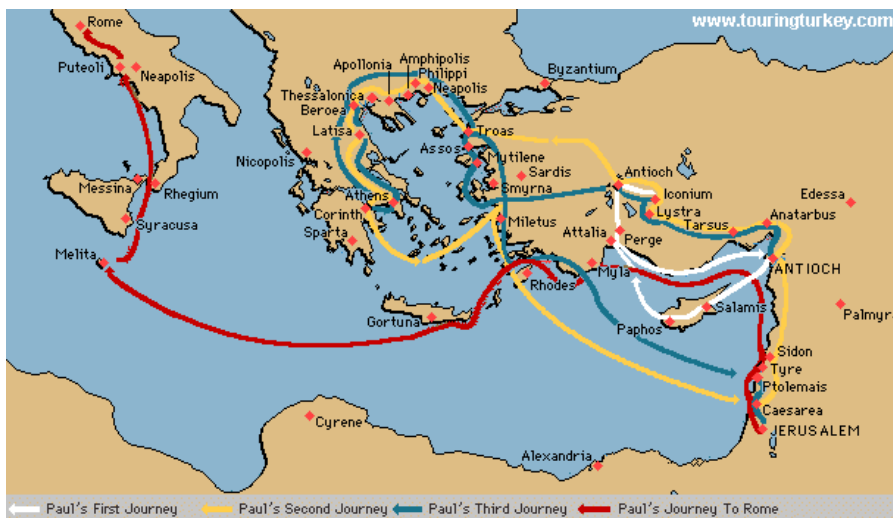 www.touringturkey.com
Rome
Puteoli
Neapolis
Apollonia
Amphipolis
Philippi
Neapolis
Byzantium
Thessalonica
Beroea
Latisa
Troas
Assos
Mytilene
Sardis
Smyrna
Nicopolis
Antioch
Iconium
Lystra
Edessa
Messina
Rhegium
Syracusa
Athens
Corinth
Sparta
Miletus
Tarsus
Anatarbus
Attalia
Perge
Melita
Rhodes
Myla
ANTIOCH
Gortuna
Paphos
Salamis
Palmyra
Sidon
Tyre
Ptolemais
Caesarea
JERUSALEM
Cyrene
Alexandria
Paul's First Journey
Paul's Second Journey
Paul's Third Journey
Paul's Journey To Rome